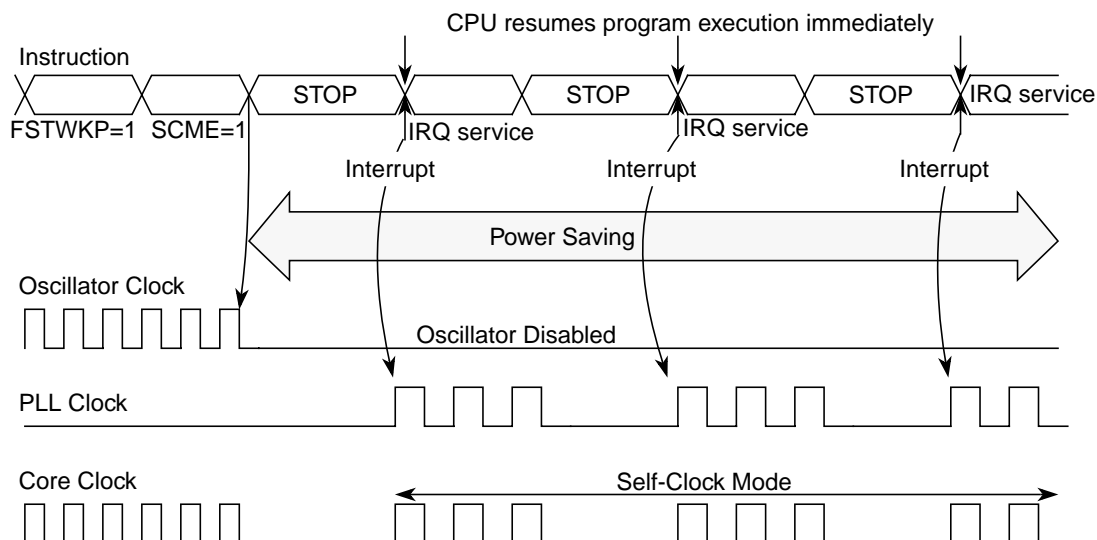 CPU resumes program execution immediately
Instruction
STOP
STOP
STOP
IRQ service
FSTWKP=1
SCME=1
IRQ service
IRQ service
Interrupt
Interrupt
Interrupt
Power Saving
Oscillator Clock
Oscillator Disabled
PLL Clock
Core Clock
Self-Clock Mode